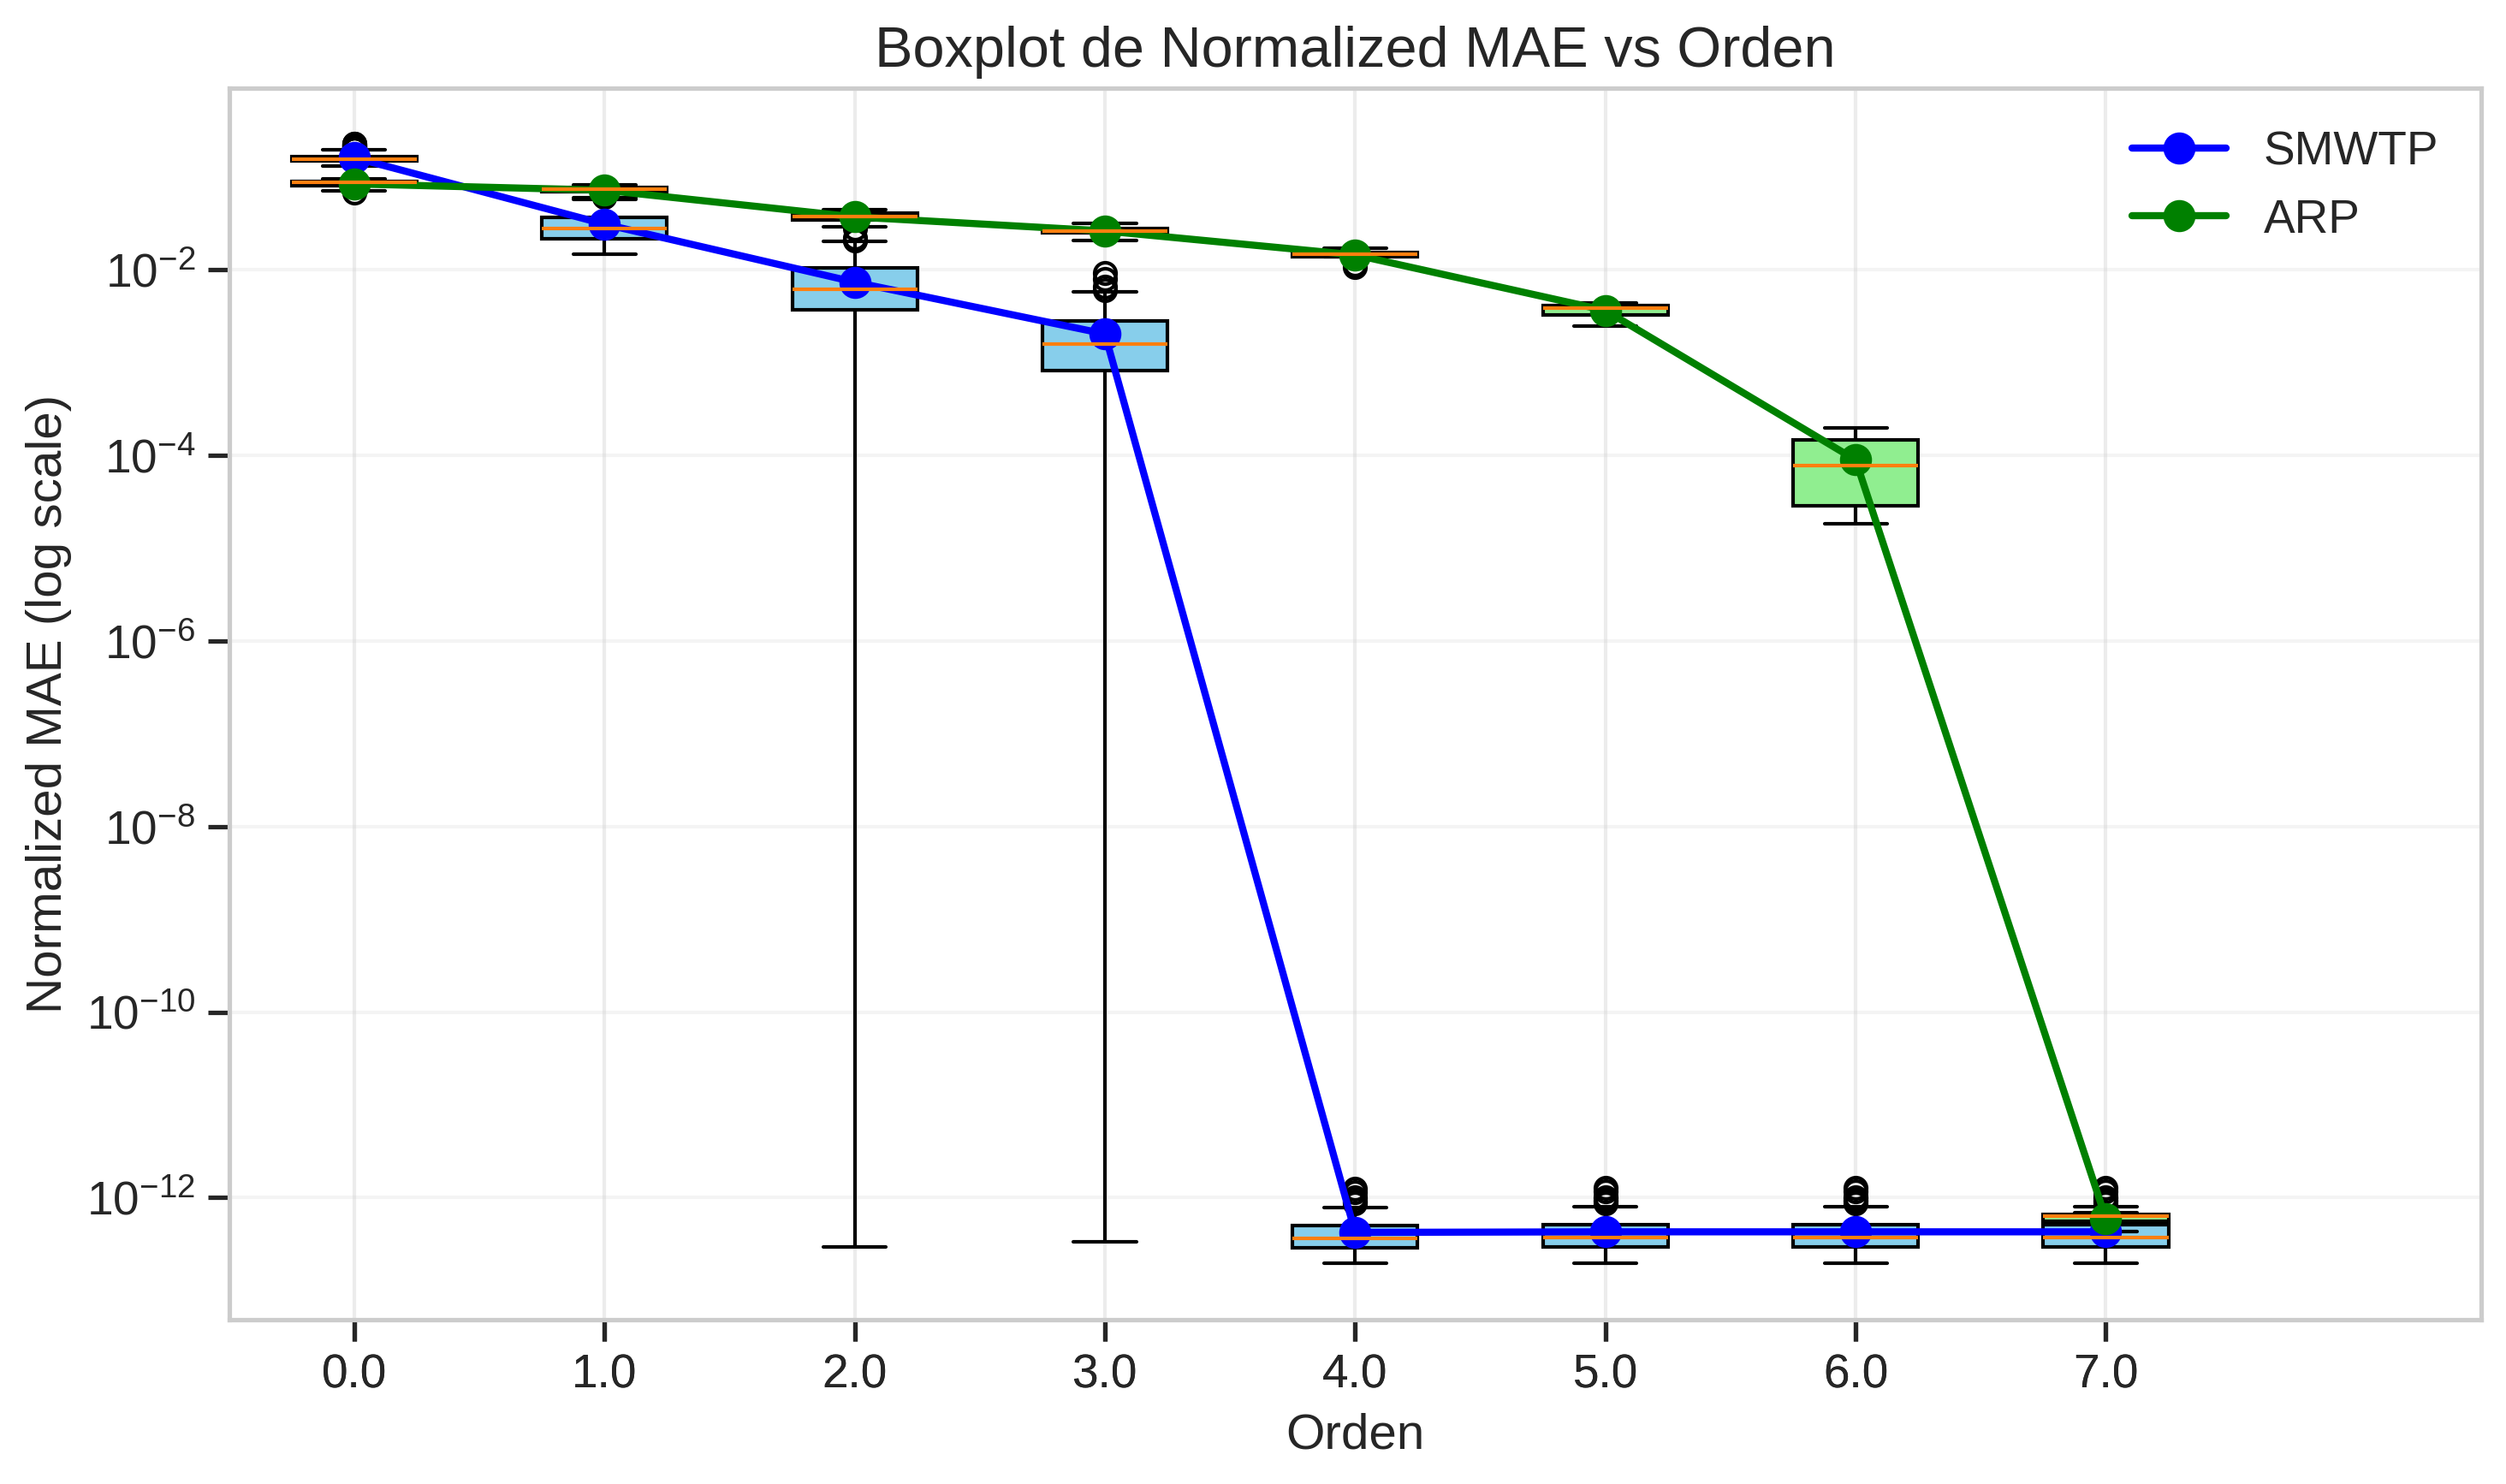 Boxplot de Normalized MAE vs Orden
SMWTP
ARP
Normalized MAE (log scale)
10⁻²
10⁻⁴
10⁻⁶
10⁻⁸
10⁻¹⁰
10⁻¹²
0.0 1.0 2.0 3.0 4.0 5.0 6.0 7.0
Orden